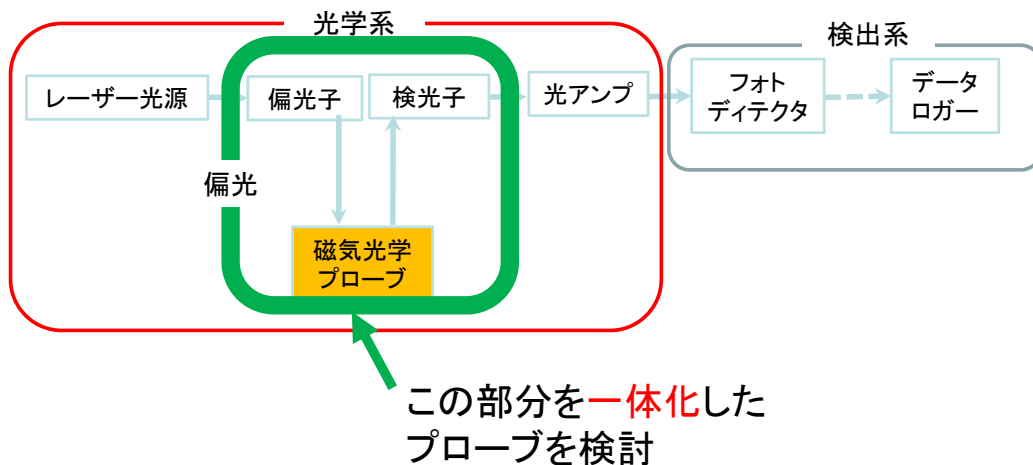 光学系
検出系
レーザー光源
偏光子
検光子
光アンプ
フォト
ディテクタ
データ
ロガー
偏光
磁気光学
プローブ
この部分を一体化した
プローブを検討